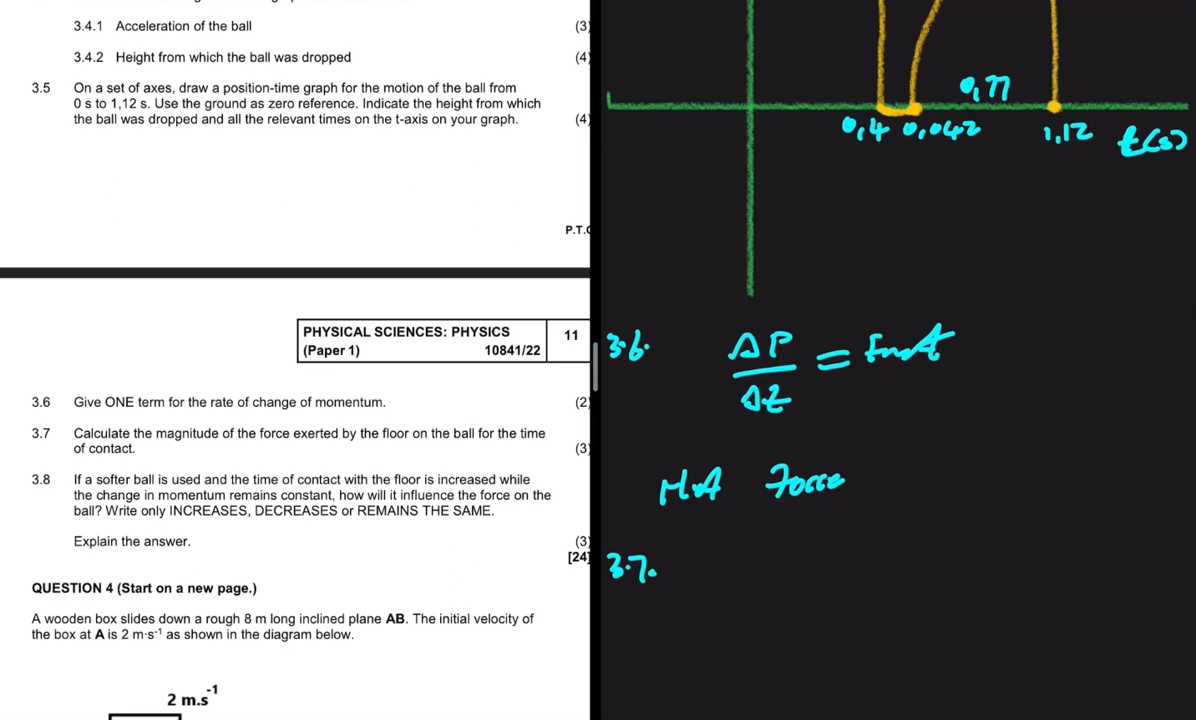 3.4.1 Acceleration of the ball (3)
3.4.2 Height from which the ball was dropped (4)
3.5 On a set of axes, draw a position-time graph for the motion of the ball from
0 s to 1,12 s. Use the ground as zero reference. Indicate the height from which
the ball was dropped and all the relevant times on the t-axis on your graph. (4)
P.T.
PHYSICAL SCIENCES: PHYSICS 11
(Paper 1) 10841/22
3.6 Give ONE term for the rate of change of momentum. (2)
3.7 Calculate the magnitude of the force exerted by the floor on the ball for the time
of contact. (3)
3.8 If a softer ball is used and the time of contact with the floor is increased while
the change in momentum remains constant, how will it influence the force on the
ball? Write only INCREASES, DECREASES or REMAINS THE SAME.
Explain the answer. (3)
[24]
QUESTION 4 (Start on a new page.)
A wooden box slides down a rough 8 m long inclined plane AB. The initial velocity of
the box at A is 2 m·s⁻¹ as shown in the diagram below.
2 m.s⁻¹
0,77
0,4 0,042 1,12 t(s)
3.6. ΔP
Δt = Fnet
Force
3.7.